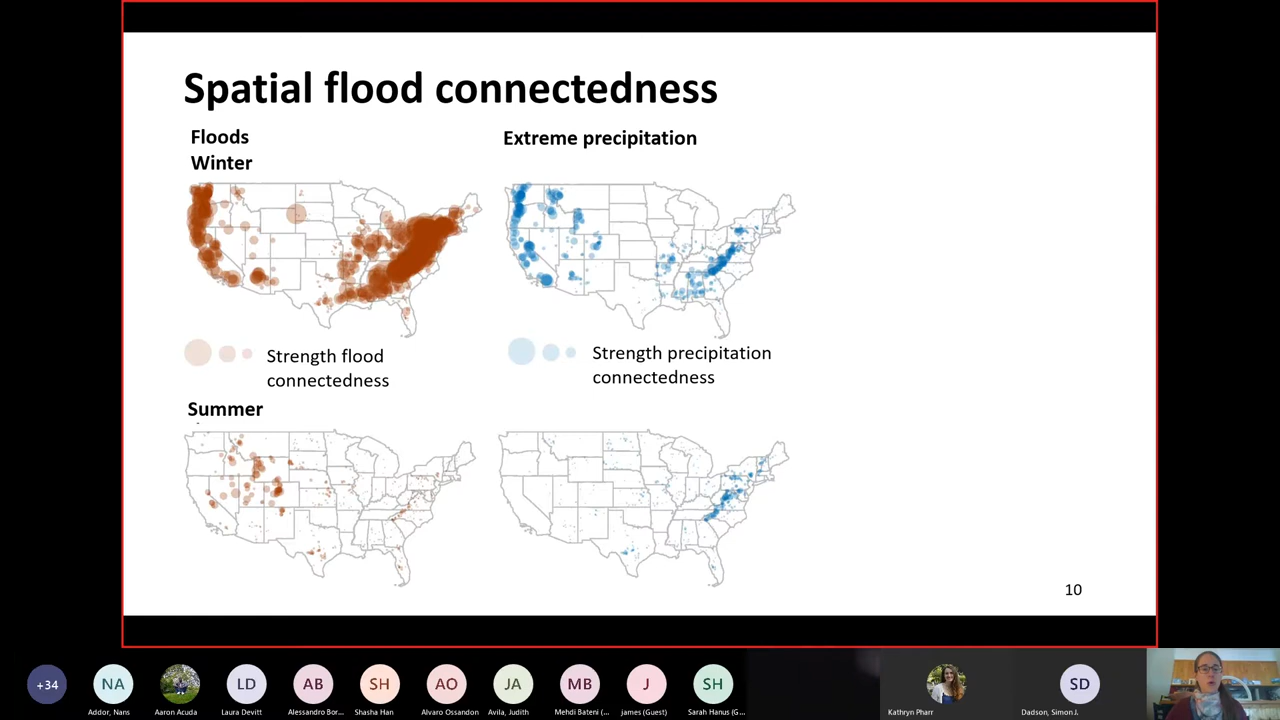 Spatial flood connectedness
Floods
Winter
Extreme precipitation
Strength flood
connectedness
Strength precipitation
connectedness
Summer
10
+34
NA
LD
AB
SH
AO
JA
MB
J
SH
SD
Addor, Nans
Aaron Acuda
Laura Devitt
Alessandro Bor...
Shasha Han
Alvaro Ossandon
Avila, Judith
Mehdi Bateni (...
james (Guest)
Sarah Hanus (G...
Kathryn Pharr
Dadson, Simon J.